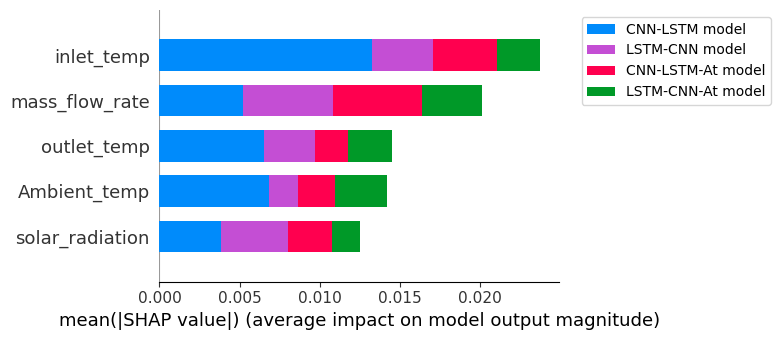 CNN-LSTM model
LSTM-CNN model
CNN-LSTM-At model
LSTM-CNN-At model
inlet_temp
mass_flow_rate
outlet_temp
Ambient_temp
solar_radiation
0.000 0.005 0.010 0.015 0.020
mean(|SHAP value|) (average impact on model output magnitude)